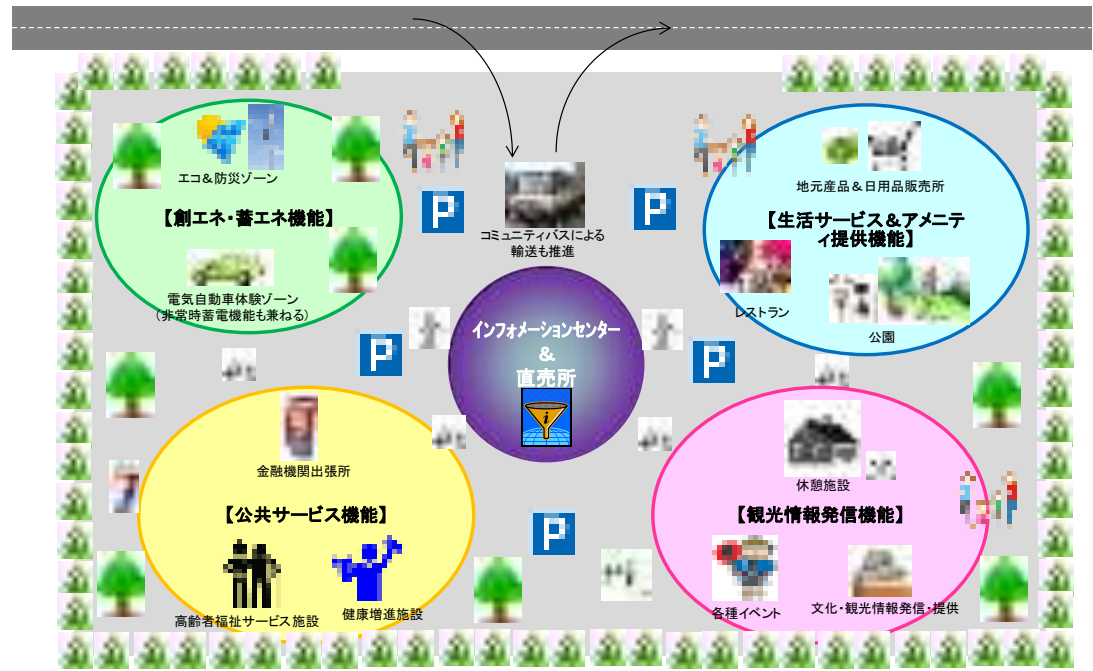 エコ&防災ゾーン
【創エネ・蓄エネ機能】
電気自動車体験ゾーン
(非常時蓄電機能も兼ねる)
P
コミュニティバスによる
輸送も推進
P
地元産品&日用品販売所
【生活サービス&アメニテ
ィ提供機能】
レストラン
公園
P
インフォメーションセンター
&
直売所
i
P
金融機関出張所
【公共サービス機能】
高齢者福祉サービス施設
健康増進施設
P
休憩施設
【観光情報発信機能】
各種イベント
文化・観光情報発信・提供